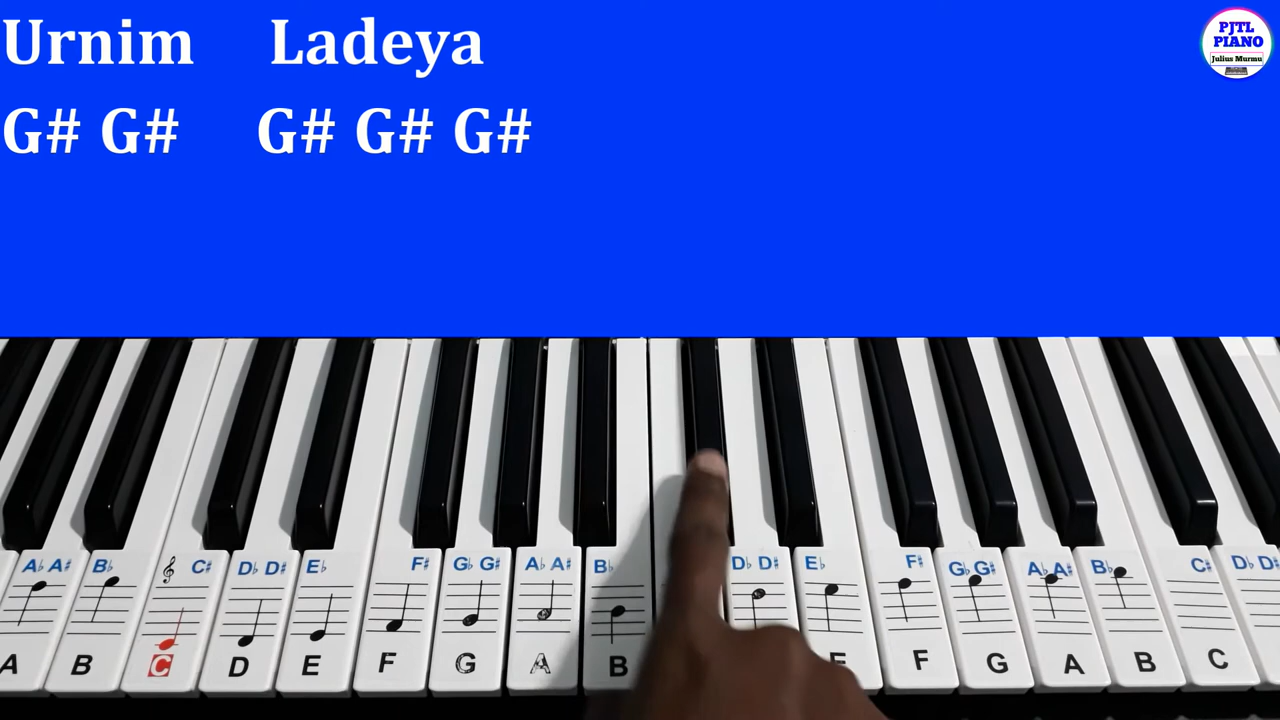 Urnim Ladeya
G# G# G# G# G#
PJTL
PIANO
Julius Murmu
A♭ A♯ B♭ C♯ D♭ D♯ E♭ F♯ G♭ G♯ A♭ A♯ B♭ D♭ D♯ E♭ F♯ G♭ G♯ A♭ A♯ B♭ C♯ D♭
A B C D E F G A B F G A B C